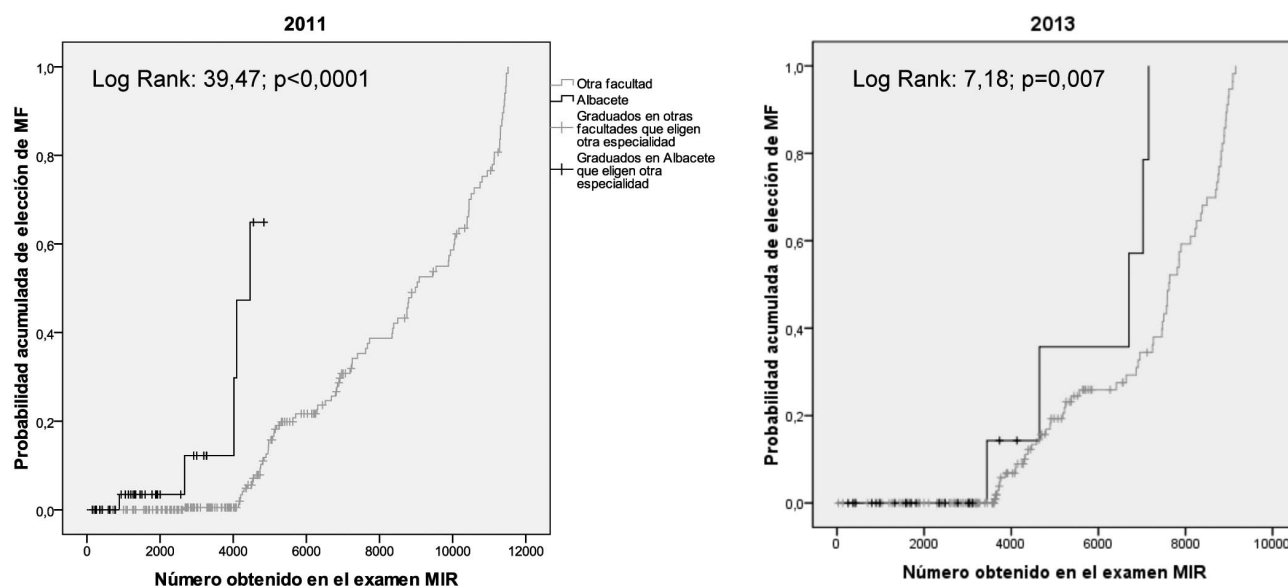 2011
Log Rank: 39,47; p<0,0001
Probabilidad acumulada de elección de MF
1,0
0,8
0,6
0,4
0,2
0,0
0
2000
4000
6000
8000
10000
12000
Número obtenido en el examen MIR
Otra facultad
Albacete
Graduados en otras
facultades que eligen
otra especialidad
Graduados en Albacete
que eligen otra
especialidad
2013
Log Rank: 7,18; p=0,007
Probabilidad acumulada de elección de MF
1,0
0,8
0,6
0,4
0,2
0,0
0
2000
4000
6000
8000
10000
Número obtenido en el examen MIR